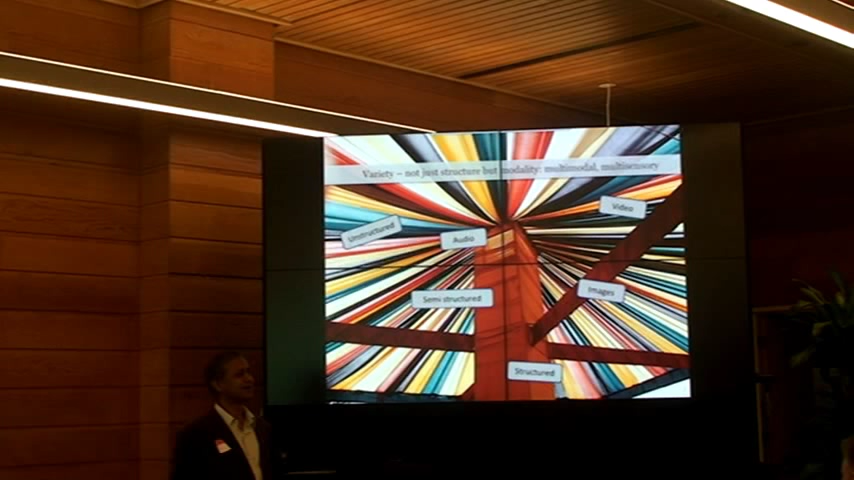 Variety – not just structure but modality: multimodal, multisensory
Video
Unstructured
Audio
Images
Semi structured
Structured